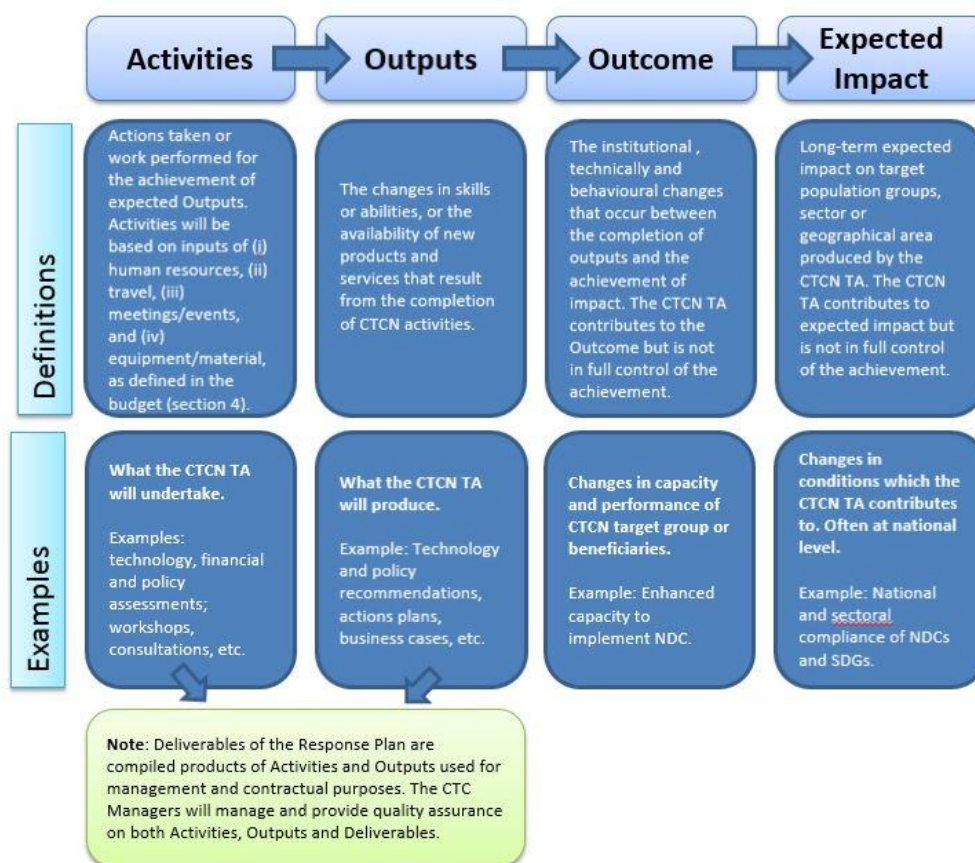 Activities
Outputs
Outcome
Expected
Impact
Definitions
Actions taken or
work performed for
the achievement of
expected Outputs.
Activities will be
based on inputs of (i)
human resources, (ii)
travel, (iii)
meetings/events,
and (iv)
equipment/material,
as defined in the
budget (section 4).
The changes in skills
or abilities, or the
availability of new
products and
services that result
from the completion
of CTCN activities.
The institutional ,
technically and
behavioural changes
that occur between
the completion of
outputs and the
achievement of
impact. The CTCN TA
contributes to the
Outcome but is not
in full control of the
achievement.
Long-term expected
impact on target
population groups,
sector or
geographical area
produced by the
CTCN TA. The CTCN
TA contributes to
expected impact but
is not in full control
of the achievement.
Examples
What the CTCN TA
will undertake.
Examples:
technology, financial
and policy
assessments;
workshops,
consultations, etc.
What the CTCN TA
will produce.
Example: Technology
and policy
recommendations,
actions plans,
business cases, etc.
Changes in capacity
and performance of
CTCN target group or
beneficiaries.
Example: Enhanced
capacity to
implement NDC.
Changes in
conditions which the
CTCN TA contributes
to. Often at national
level.
Example: National
and sectoral
compliance of NDCs
and SDGs.
Note: Deliverables of the Response Plan are
compiled products of Activities and Outputs used for
management and contractual purposes. The CTC
Managers will manage and provide quality assurance
on both Activities, Outputs and Deliverables.